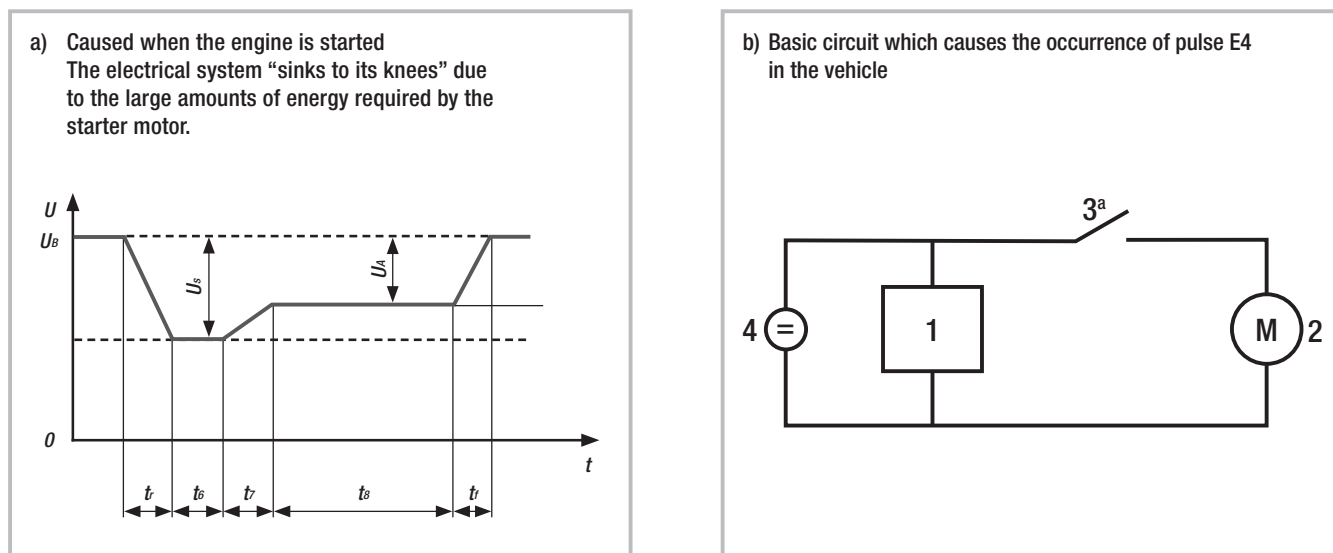 a) Caused when the engine is started
The electrical system “sinks to its knees” due
to the large amounts of energy required by the
starter motor.
U
UB
Us
UA
0
t
tr t6 t7 t8 tf
b) Basic circuit which causes the occurrence of pulse E4
in the vehicle
3a
4 = 1 M 2